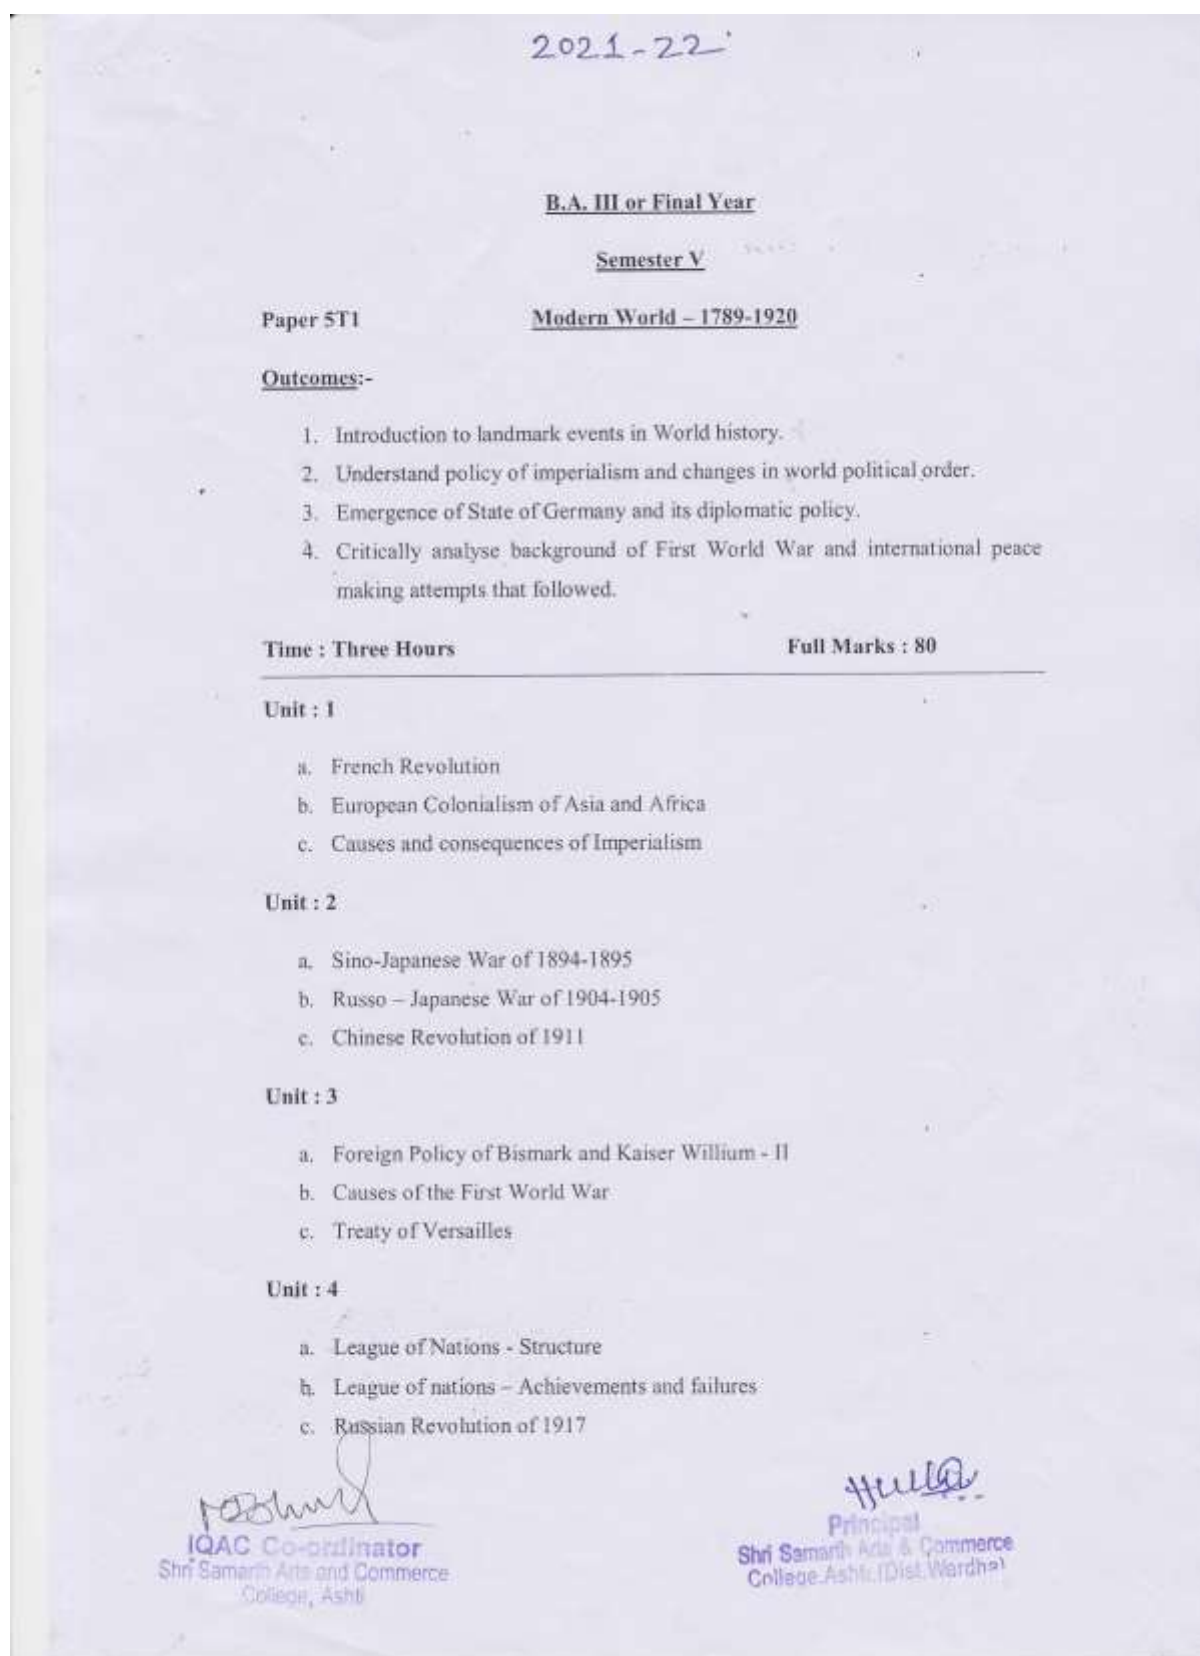 2021-22
B.A. III or Final Year
Semester V
Paper 5T1 Modern World – 1789-1920
Outcomes:-
1. Introduction to landmark events in World history.
2. Understand policy of imperialism and changes in world political order.
3. Emergence of State of Germany and its diplomatic policy.
4. Critically analyse background of First World War and international peace
making attempts that followed.
Time : Three Hours Full Marks : 80
Unit : 1
a. French Revolution
b. European Colonialism of Asia and Africa
c. Causes and consequences of Imperialism
Unit : 2
a. Sino-Japanese War of 1894-1895
b. Russo – Japanese War of 1904-1905
c. Chinese Revolution of 1911
Unit : 3
a. Foreign Policy of Bismark and Kaiser Willium - II
b. Causes of the First World War
c. Treaty of Versailles
Unit : 4
a. League of Nations - Structure
b. League of nations – Achievements and failures
c. Russian Revolution of 1917
IQAC Co-ordinator
Shri Samarth Arts and Commerce
College, Ashti
Principal
Shri Samarth Arts & Commerce
College.Ashti.(Dist.Wardha)